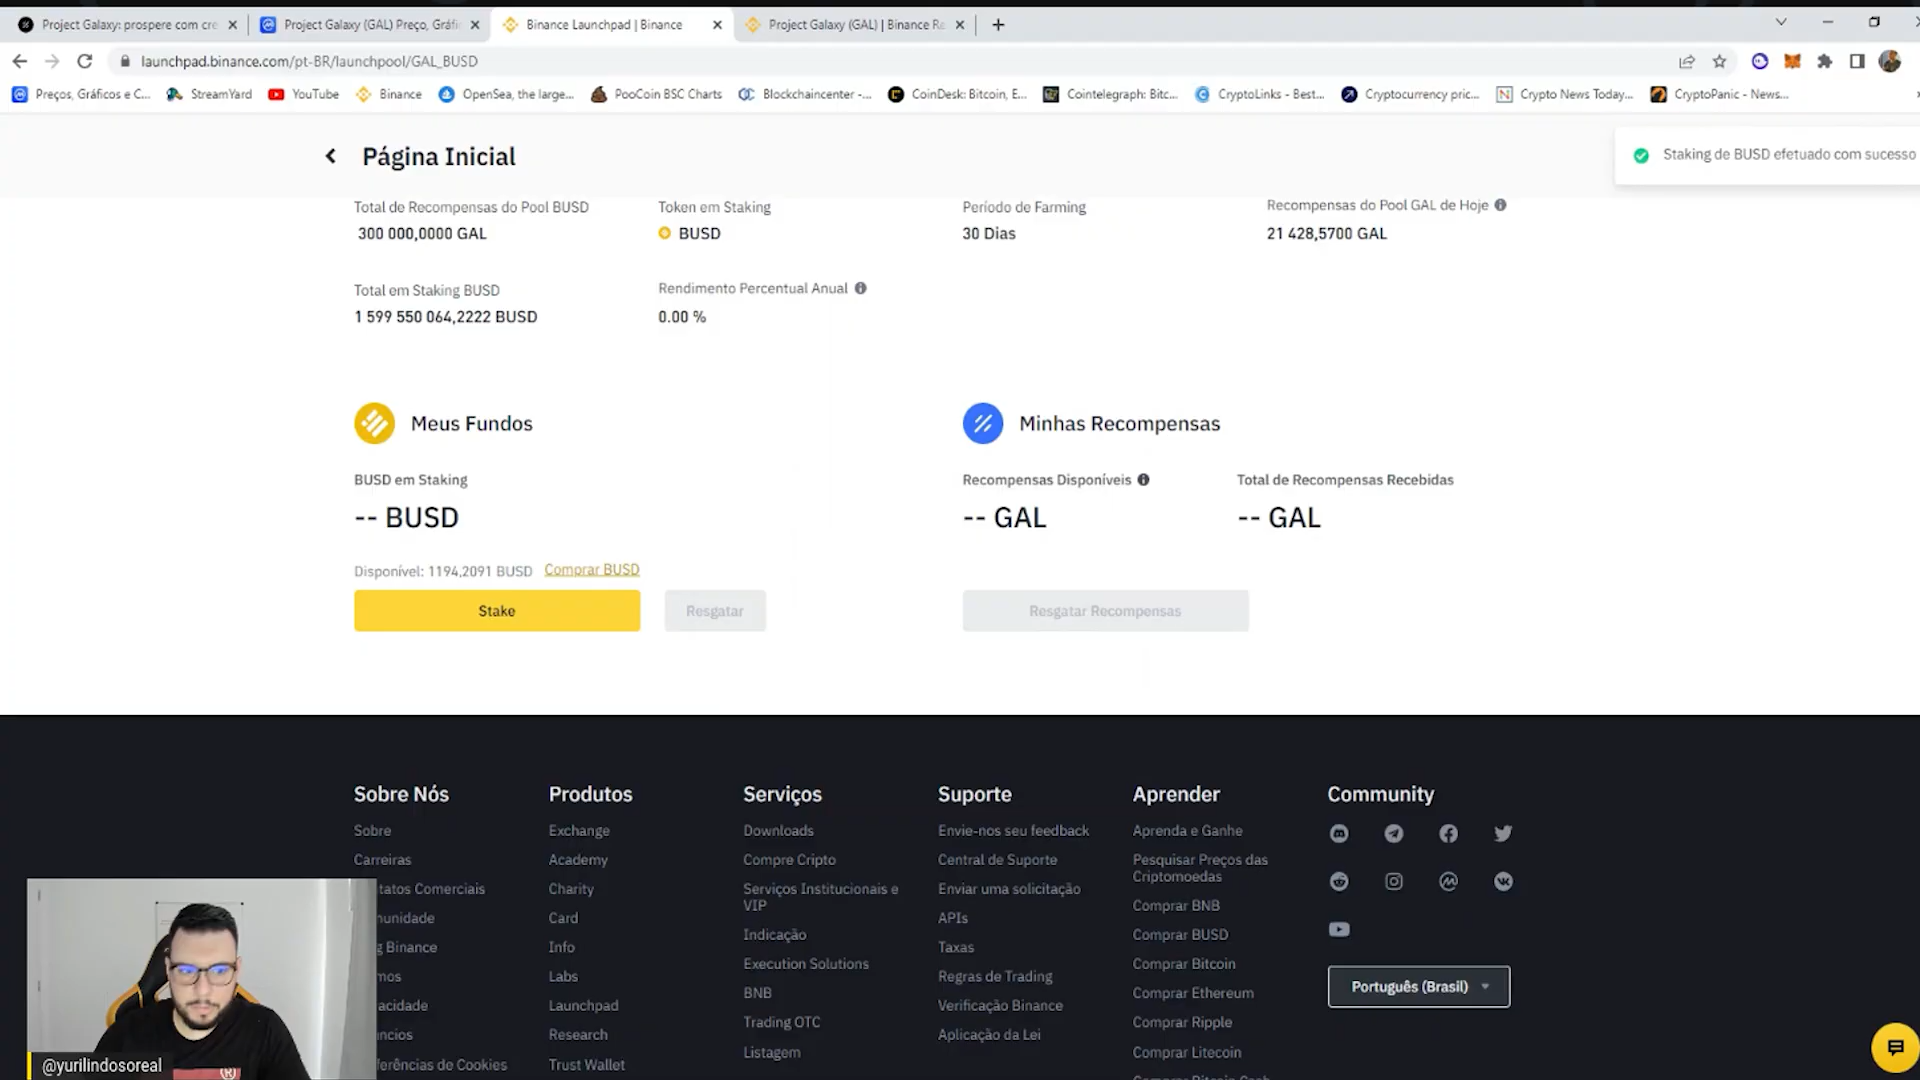 Project Galaxy: prospere com cre
Project Galaxy (GAL) Preço, Gráfi
Binance Launchpad | Binance
Project Galaxy (GAL) | Binance Re
launchpad.binance.com/pt-BR/launchpool/GAL_BUSD
Preços, Gráficos e C...
StreamYard
YouTube
Binance
OpenSea, the large...
PooCoin BSC Charts
Blockchaincenter -...
CoinDesk: Bitcoin, E...
Cointelegraph: Bitc...
CryptoLinks - Best...
Cryptocurrency pric...
Crypto News Today...
CryptoPanic - News...
Página Inicial
Staking de BUSD efetuado com sucesso
Total de Recompensas do Pool BUSD
300 000,0000 GAL
Token em Staking
BUSD
Período de Farming
30 Dias
Recompensas do Pool GAL de Hoje
21 428,5700 GAL
Total em Staking BUSD
1 599 550 064,2222 BUSD
Rendimento Percentual Anual
0.00 %
Meus Fundos
BUSD em Staking
-- BUSD
Disponível: 1194,2091 BUSD Comprar BUSD
Stake
Resgatar
Minhas Recompensas
Recompensas Disponíveis
-- GAL
Total de Recompensas Recebidas
-- GAL
Resgatar Recompensas
Sobre Nós
Sobre
Carreiras
tatos Comerciais
unidade
g Binance
mos
acidade
ncios
ferências de Cookies
Produtos
Exchange
Academy
Charity
Card
Info
Labs
Launchpad
Research
Trust Wallet
Serviços
Downloads
Compre Cripto
Serviços Institucionais e
VIP
Indicação
Execution Solutions
BNB
Trading OTC
Listagem
Suporte
Envie-nos seu feedback
Central de Suporte
Enviar uma solicitação
APIs
Taxas
Regras de Trading
Verificação Binance
Aplicação da Lei
Aprender
Aprenda e Ganhe
Pesquisar Preços das
Criptomoedas
Comprar BNB
Comprar BUSD
Comprar Bitcoin
Comprar Ethereum
Comprar Ripple
Comprar Litecoin
Comprar Bitcoin Cash
Community
Português (Brasil)
@yurilindosoreal